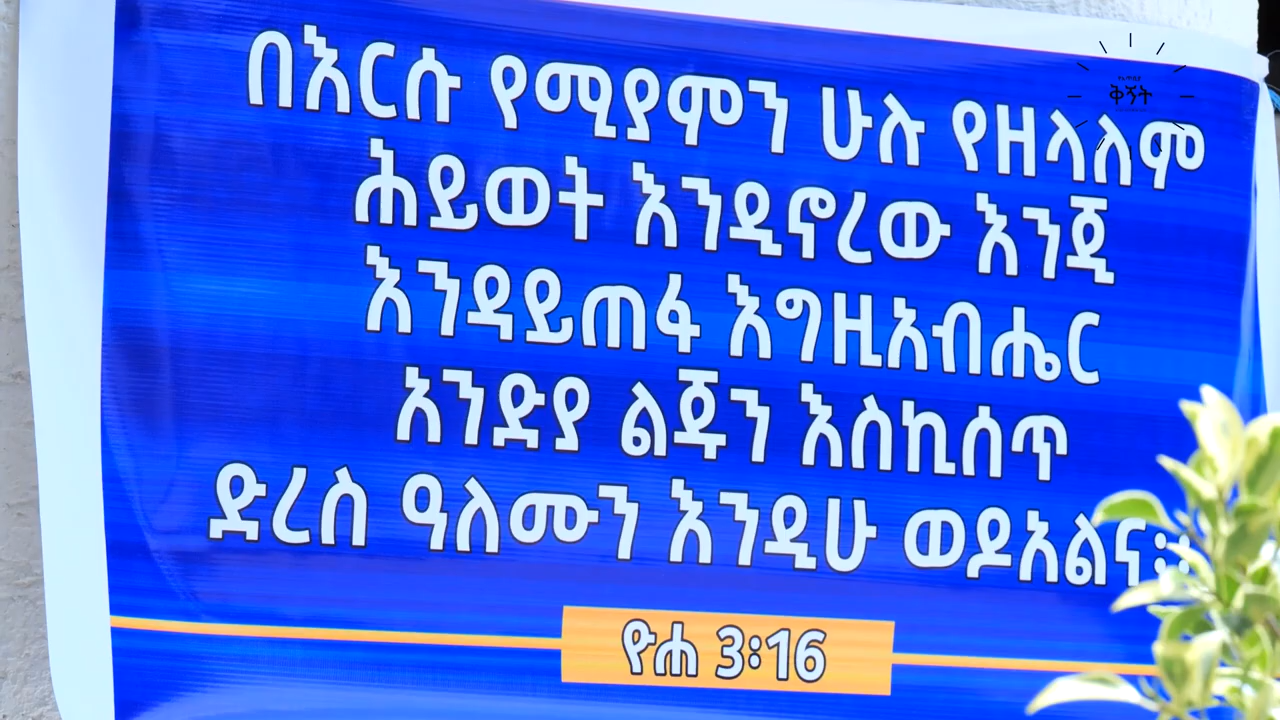 በእርሱ የሚያምን ሁሉ የዘላለም
ሕይወት እንዲኖረው እንጂ
እንዳይጠፋ እግዚአብሔር
አንድያ ልጁን እስኪሰጥ
ድረስ ዓለሙን እንዲሁ ወዶአልና፡፡
ዮሐ 3፡16
ቅኝት